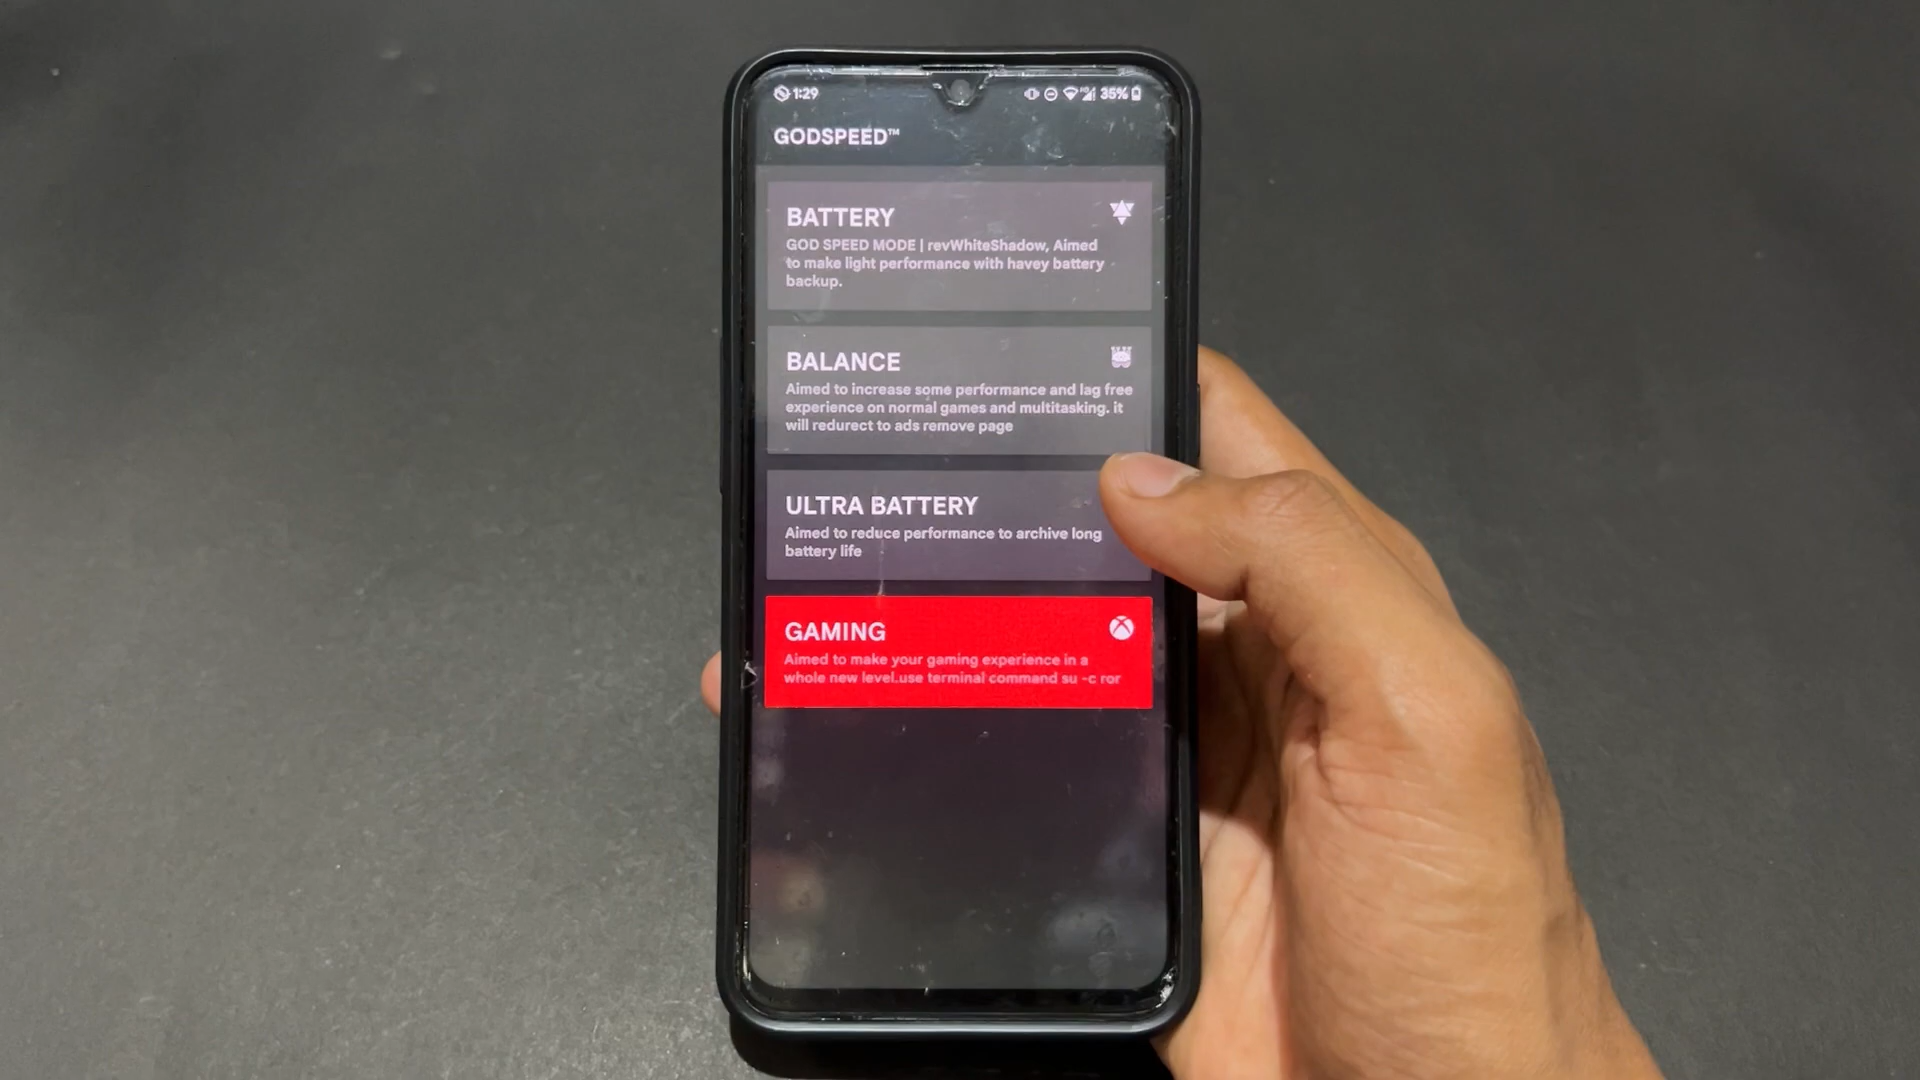 1:29
35%
GODSPEED™
BATTERY
GOD SPEED MODE | revWhiteShadow, Aimed
to make light performance with havey battery
backup.
BALANCE
Aimed to increase some performance and lag free
experience on normal games and multitasking. it
will redurect to ads remove page
ULTRA BATTERY
Aimed to reduce performance to archive long
battery life
GAMING
Aimed to make your gaming experience in a
whole new level.use terminal command su -c ror